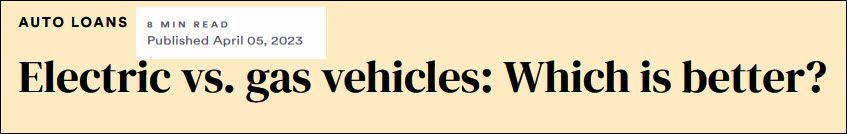 AUTO LOANS
8 MIN READ
Published April 05, 2023
Electric vs. gas vehicles: Which is better?